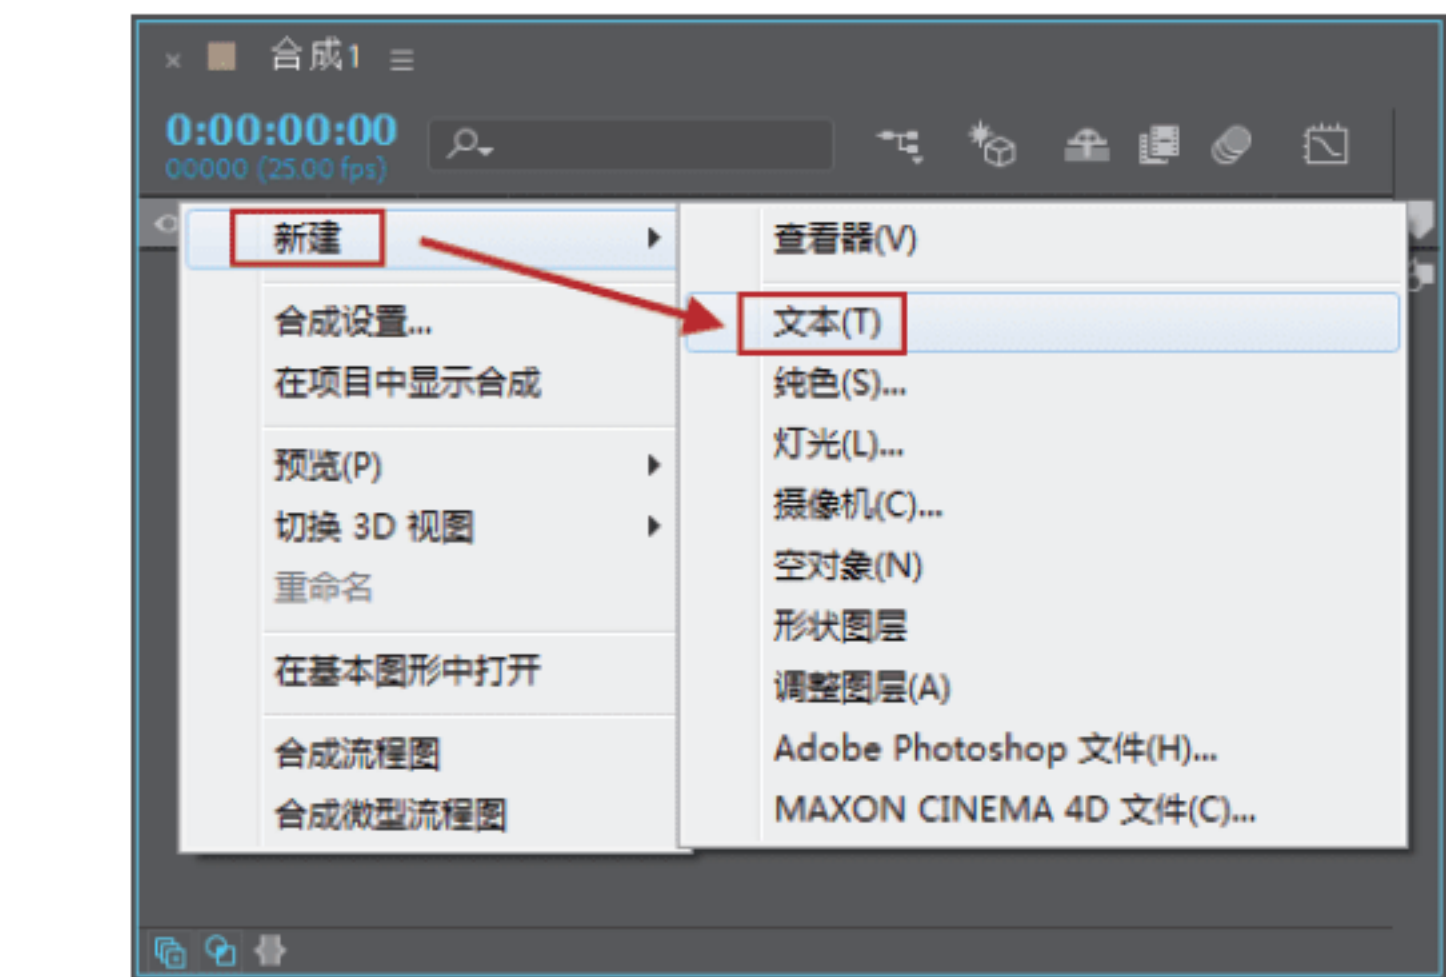 合成1
0:00:00:00
00000 (25.00 fps)
新建
合成设置...
在项目中显示合成
预览(P)
切换 3D 视图
重命名
在基本图形中打开
合成流程图
合成微型流程图
查看器(V)
文本(T)
纯色(S)...
灯光(L)...
摄像机(C)...
空对象(N)
形状图层
调整图层(A)
Adobe Photoshop 文件(H)...
MAXON CINEMA 4D 文件(C)...